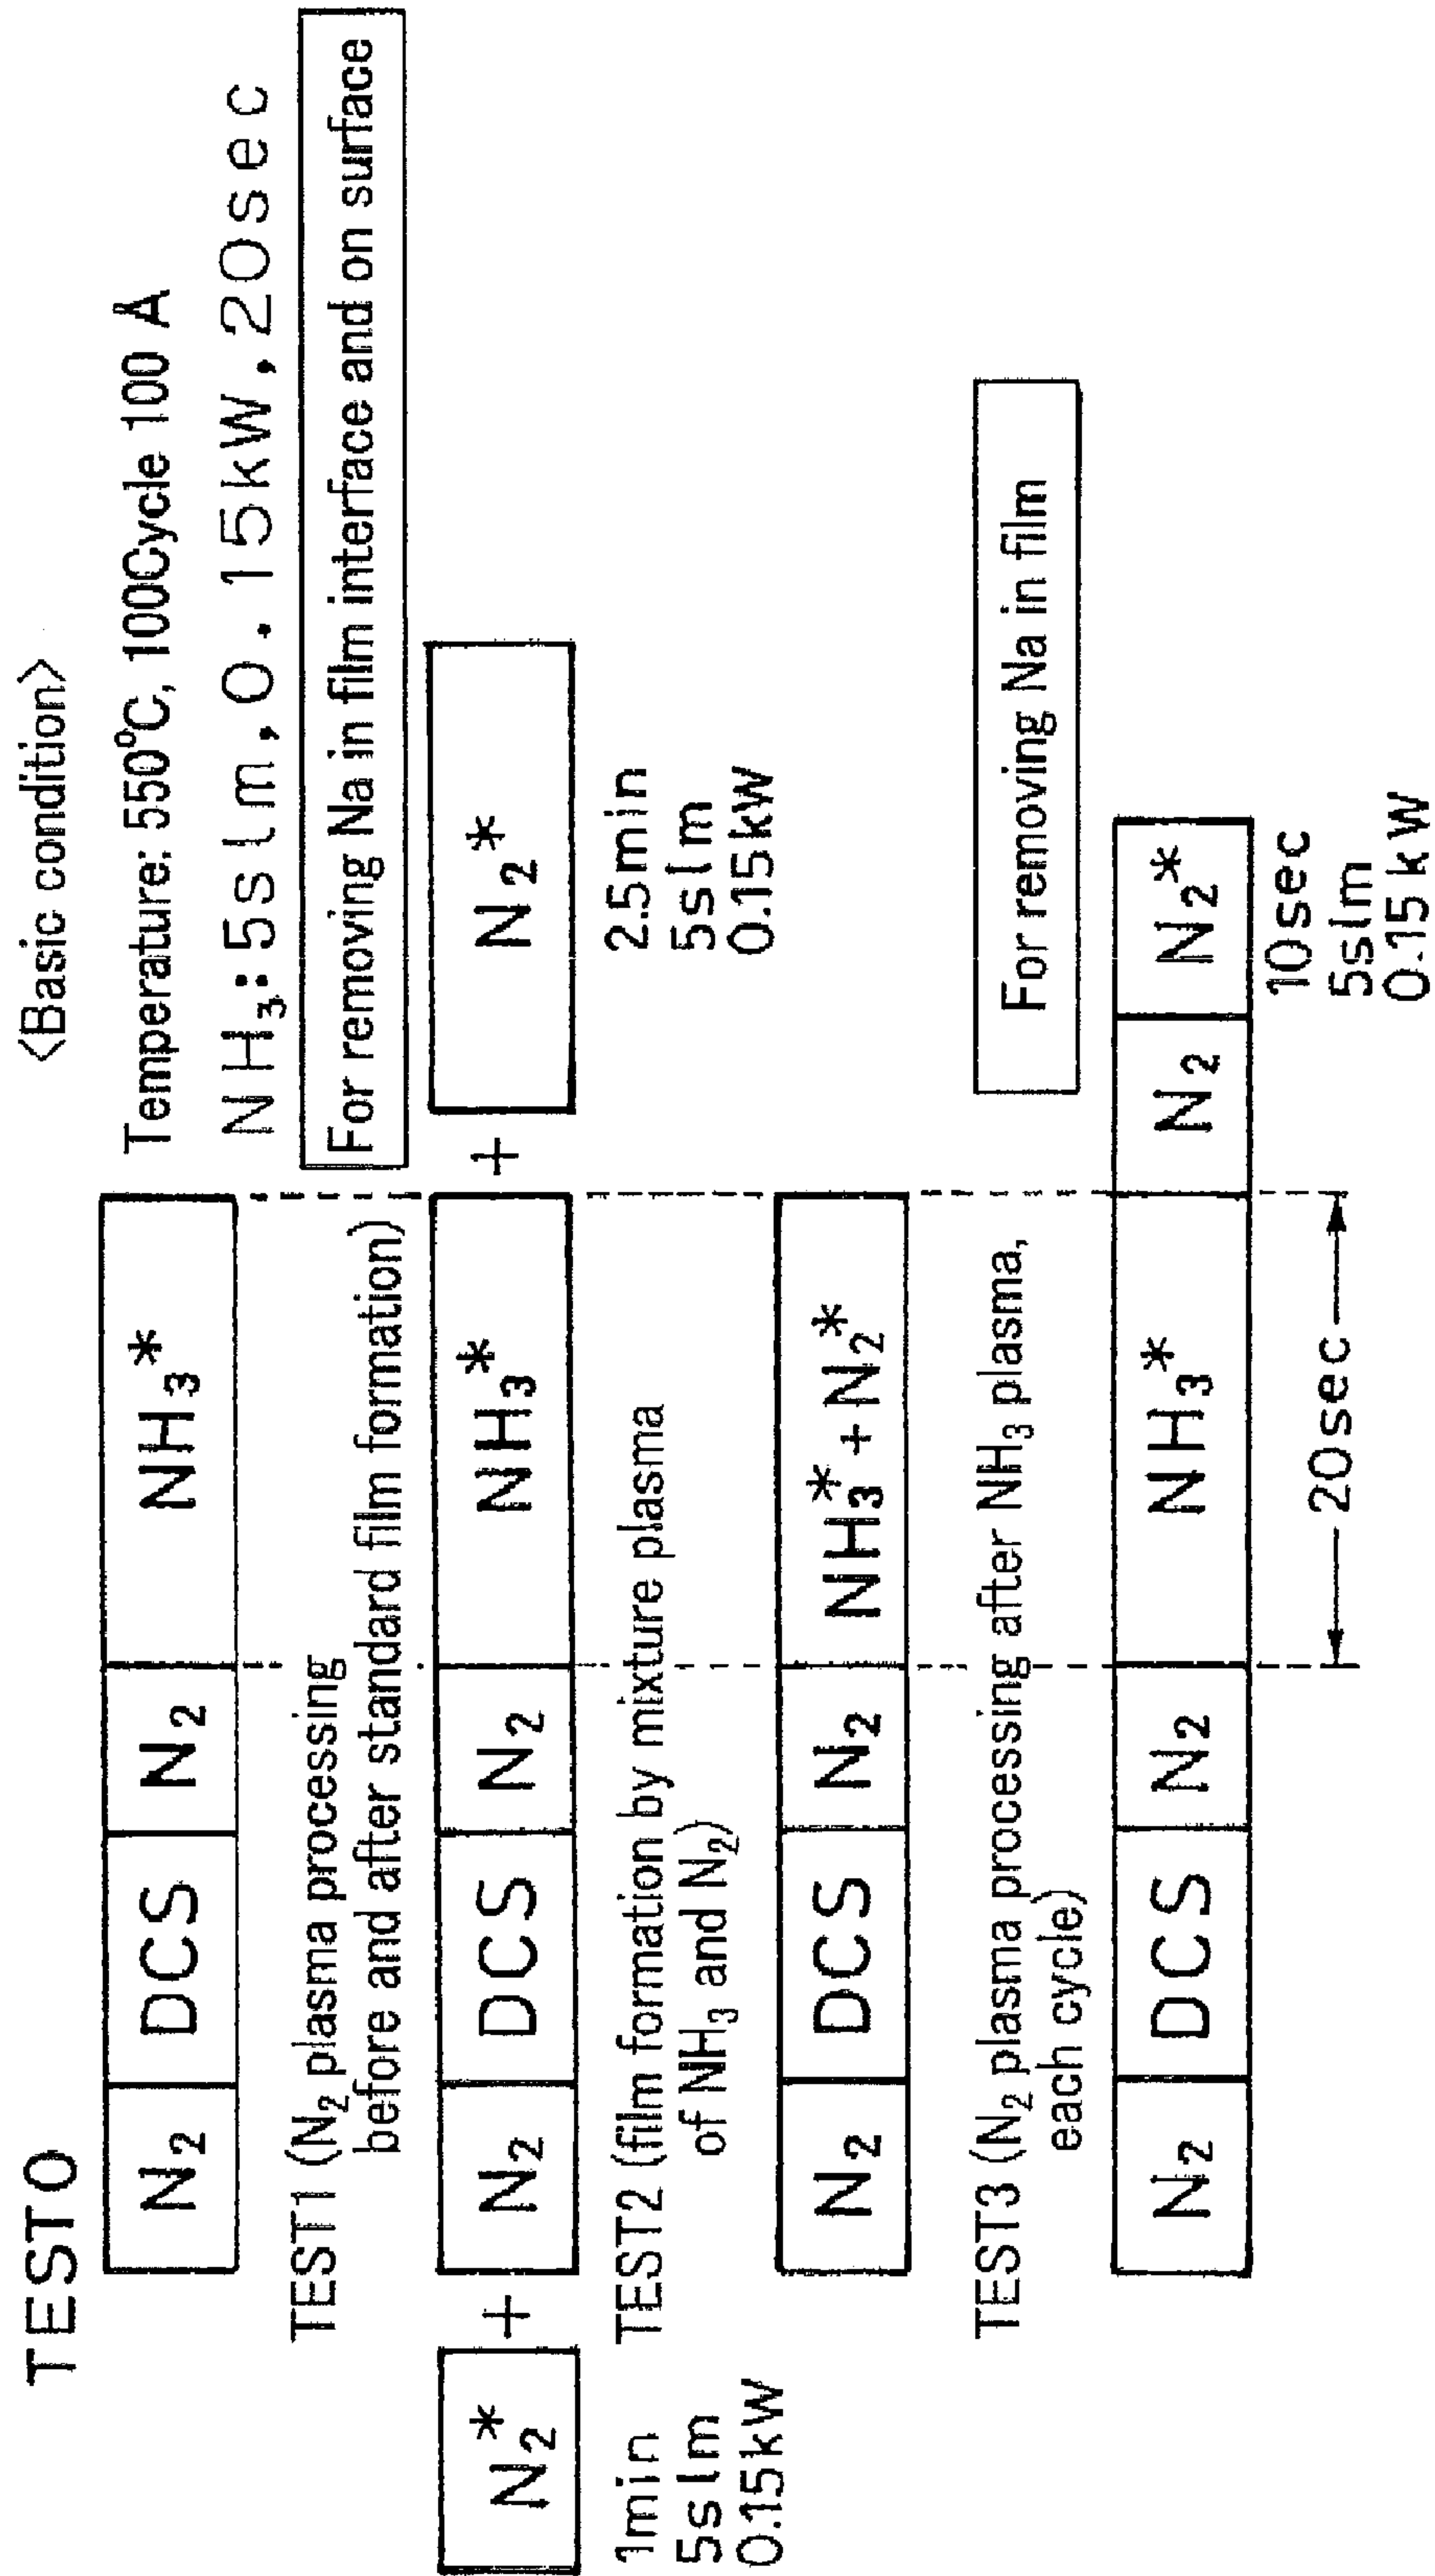 <Basic condition>
TEST0
Temperature: 550°C, 100Cycle 100 Å
N₂ DCS N₂ NH₃*
NH₃:5slm,0.15kW,20sec
TEST1 (N₂ plasma processing
before and after standard film formation)
For removing Na in film interface and on surface
N₂* + N₂ DCS N₂ NH₃* + N₂*
1min
5slm
0.15kW
2.5min
5slm
0.15kW
TEST2 (film formation by mixture plasma
of NH₃ and N₂)
N₂ DCS N₂ NH₃*+N₂*
TEST3 (N₂ plasma processing after NH₃ plasma,
each cycle)
For removing Na in film
N₂ DCS N₂ NH₃* N₂ N₂*
20sec
10sec
5slm
0.15kW